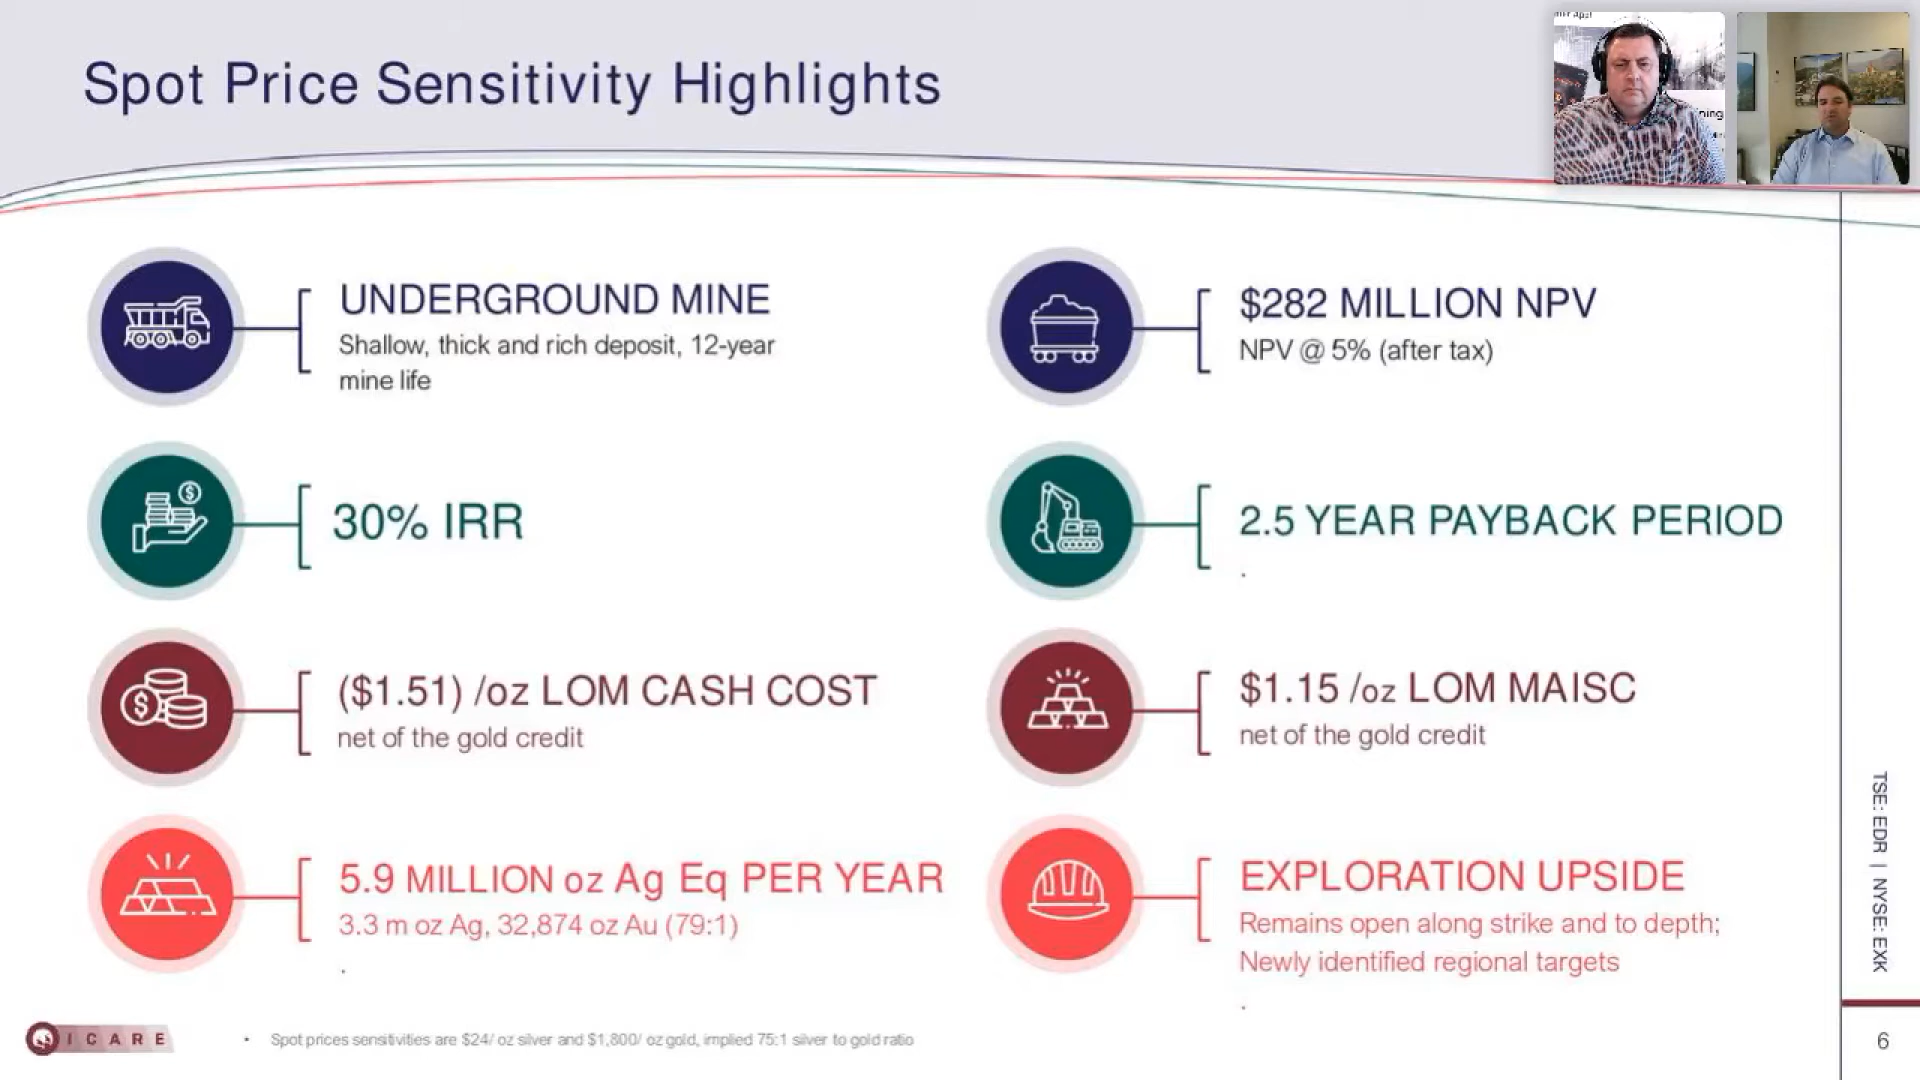 Spot Price Sensitivity Highlights
UNDERGROUND MINE
Shallow, thick and rich deposit, 12-year
mine life
$282 MILLION NPV
NPV @ 5% (after tax)
30% IRR
2.5 YEAR PAYBACK PERIOD
.
($1.51) /oz LOM CASH COST
net of the gold credit
$1.15 /oz LOM MAISC
net of the gold credit
5.9 MILLION oz Ag Eq PER YEAR
3.3 m oz Ag, 32,874 oz Au (79:1)
.
EXPLORATION UPSIDE
Remains open along strike and to depth;
Newly identified regional targets
.
TSE: EDR | NYSE: EXK
ICARE
• Spot prices sensitivities are $24/ oz silver and $1,800/ oz gold, implied 75:1 silver to gold ratio
6